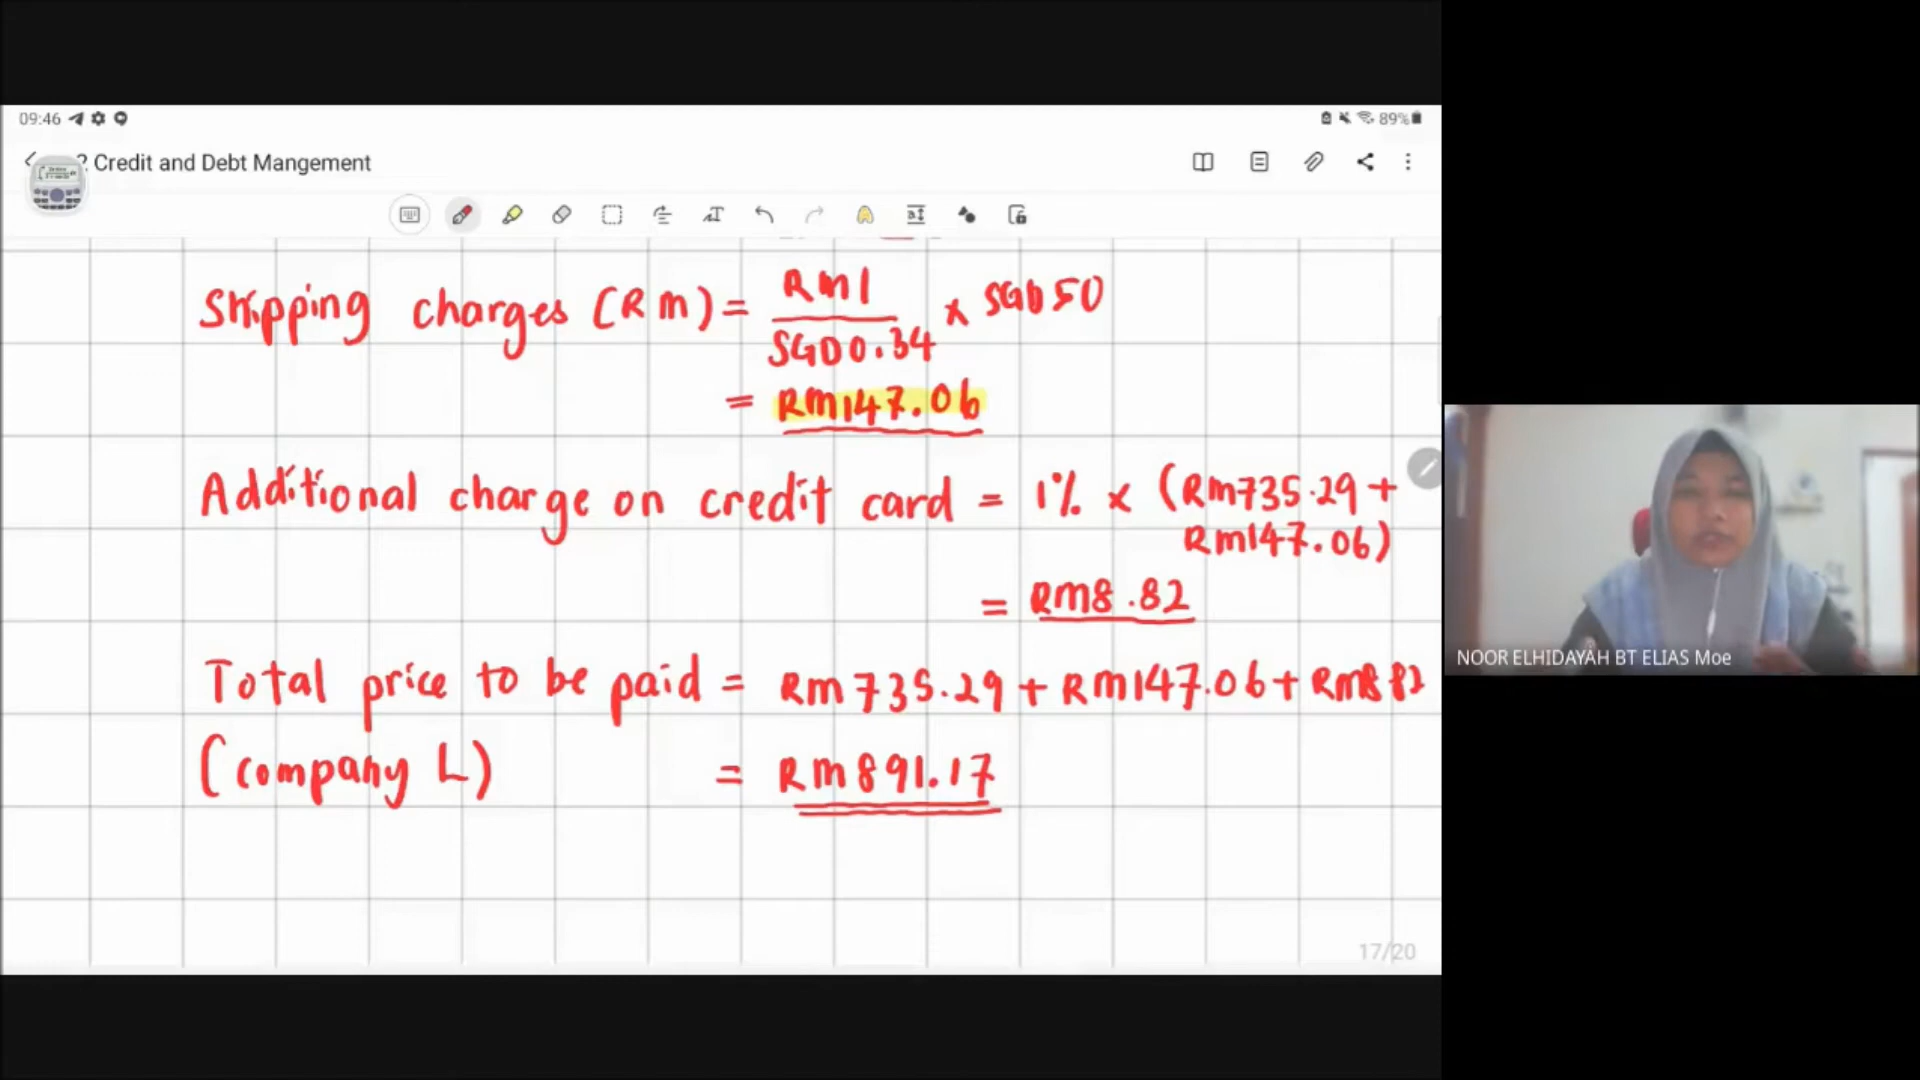 09:46
89%
2 Credit and Debt Mangement
Shipping charges (RM) = RM1 / SGD0.34 × SGD50
= RM147.06
Additional charge on credit card = 1% × (RM735.29 +
RM147.06)
= RM8.82
Total price to be paid = RM735.29 + RM147.06 + RM8.82
(company L) = RM891.17
17/20
NOOR ELHIDAYAH BT ELIAS Moe